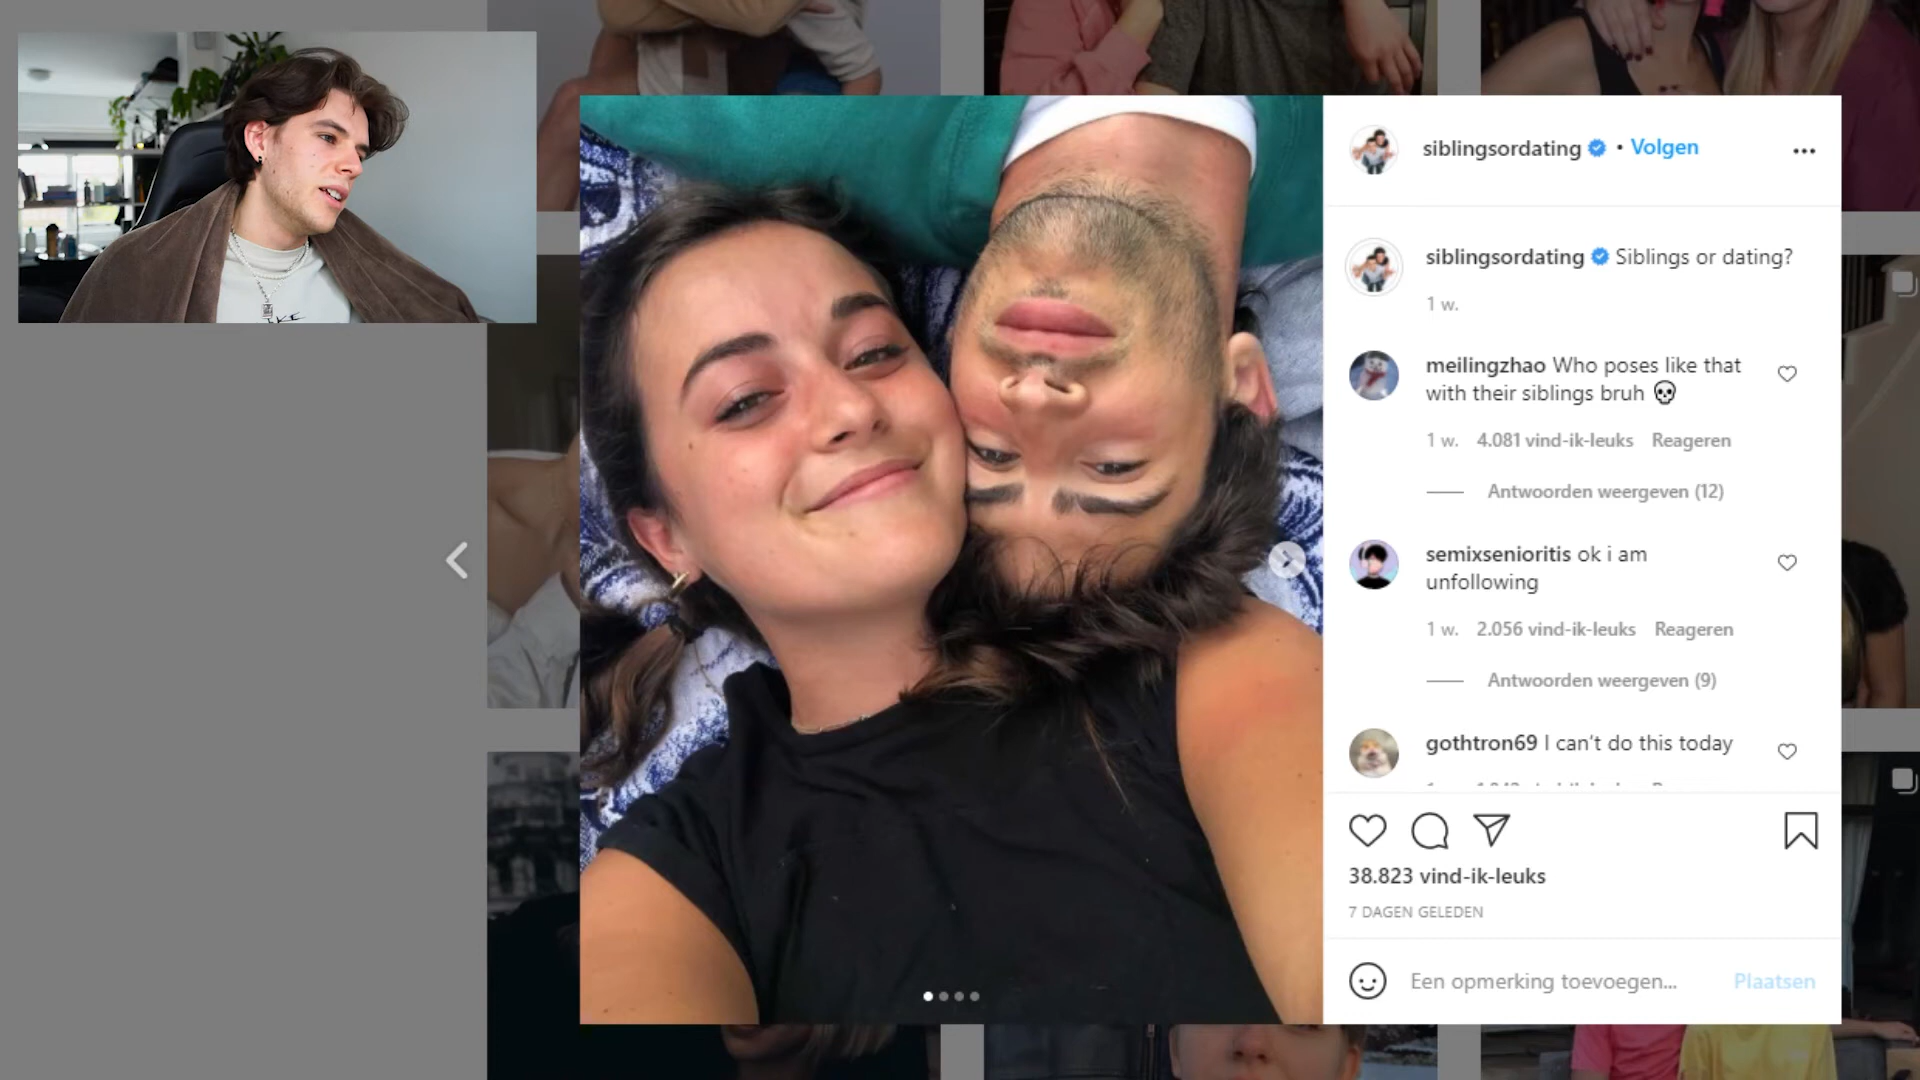 siblingsordating • Volgen
siblingsordating Siblings or dating?
1 w.
meilingzhao Who poses like that
with their siblings bruh 💀
1 w. 4.081 vind-ik-leuks Reageren
Antwoorden weergeven (12)
semixsenioritis ok i am
unfollowing
1 w. 2.056 vind-ik-leuks Reageren
Antwoorden weergeven (9)
gothtron69 I can't do this today
38.823 vind-ik-leuks
7 DAGEN GELEDEN
Een opmerking toevoegen... Plaatsen